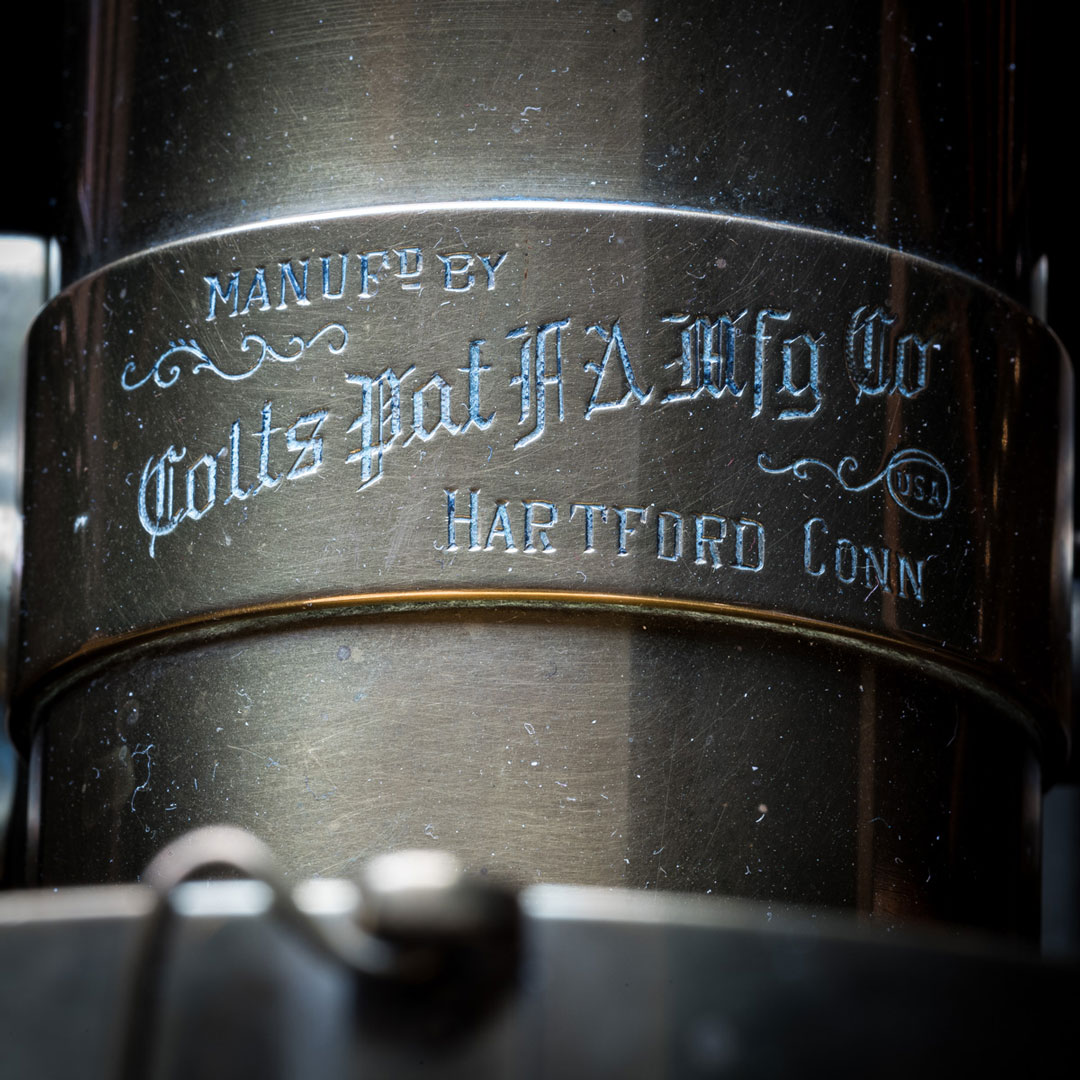 MANUFD BY
Colts Pat F A Mfg Co
USA
HARTFORD CONN